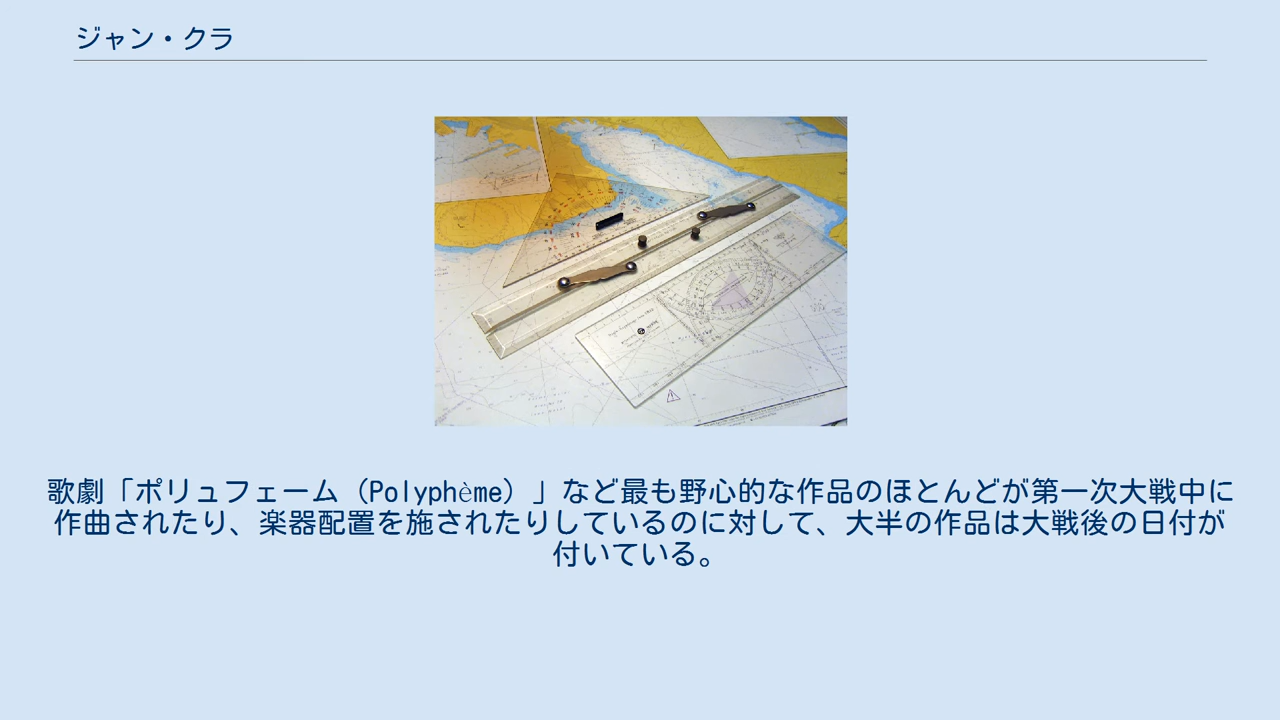 ジャン・クラ
歌劇「ポリュフェーム（Polyphème）」など最も野心的な作品のほとんどが第一次大戦中に
作曲されたり、楽器配置を施されたりしているのに対して、大半の作品は大戦後の日付が
付いている。